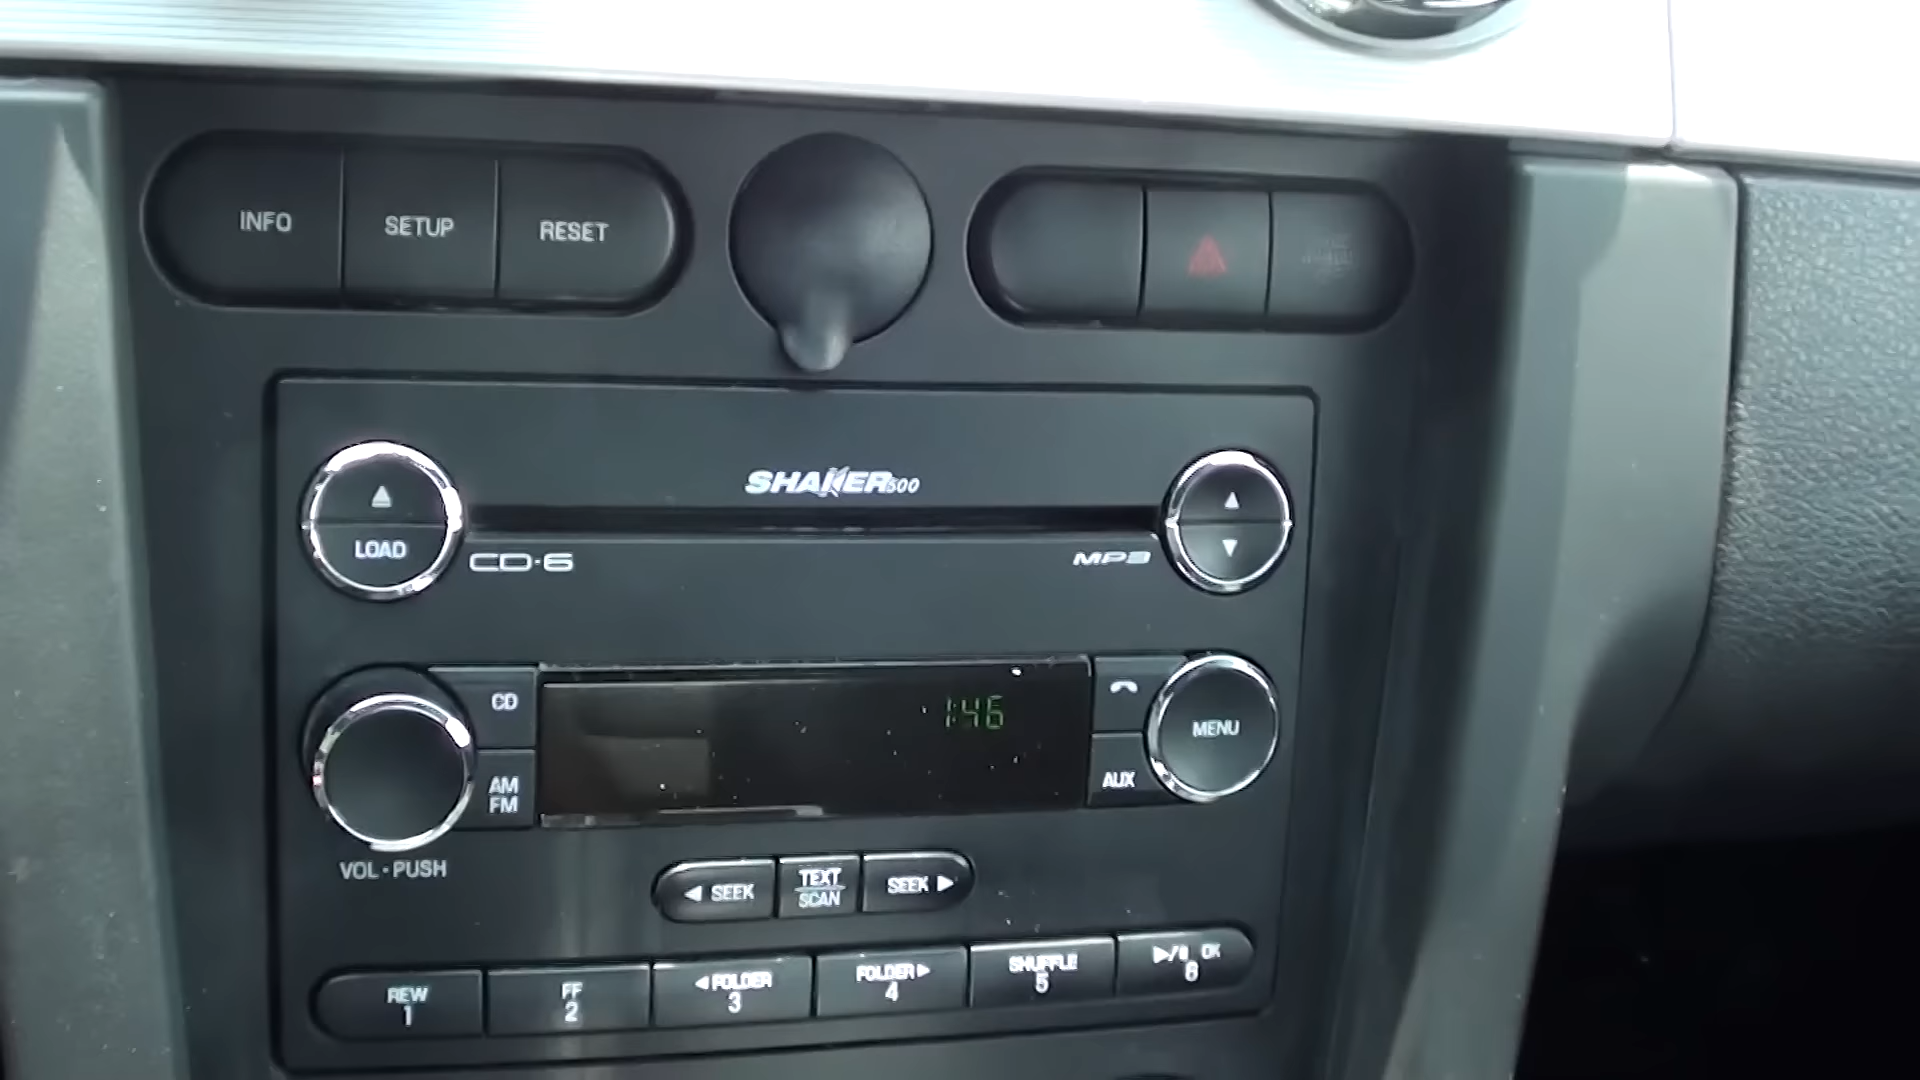 INFO
SETUP
RESET
SHAKER500
LOAD
CD·6
MP3
CD
1:46
MENU
AM
FM
AUX
VOL·PUSH
SEEK
TEXT
SCAN
SEEK
REW
1
FF
2
FOLDER
3
FOLDER
4
SHUFFLE
5
OK
6